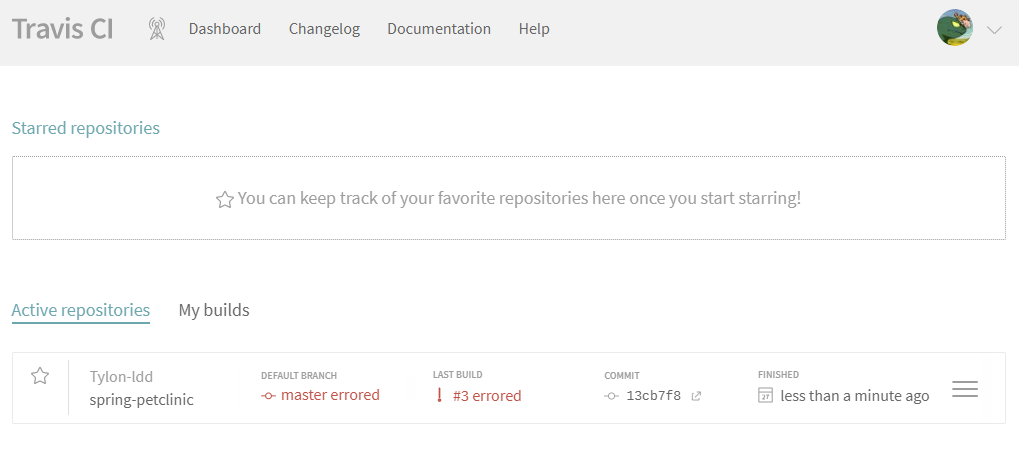 Travis CI Dashboard Changelog Documentation Help
Starred repositories
You can keep track of your favorite repositories here once you start starring!
Active repositories My builds
Tylon-ldd DEFAULT BRANCH LAST BUILD COMMIT FINISHED
spring-petclinic master errored #3 errored 13cb7f8 27 less than a minute ago